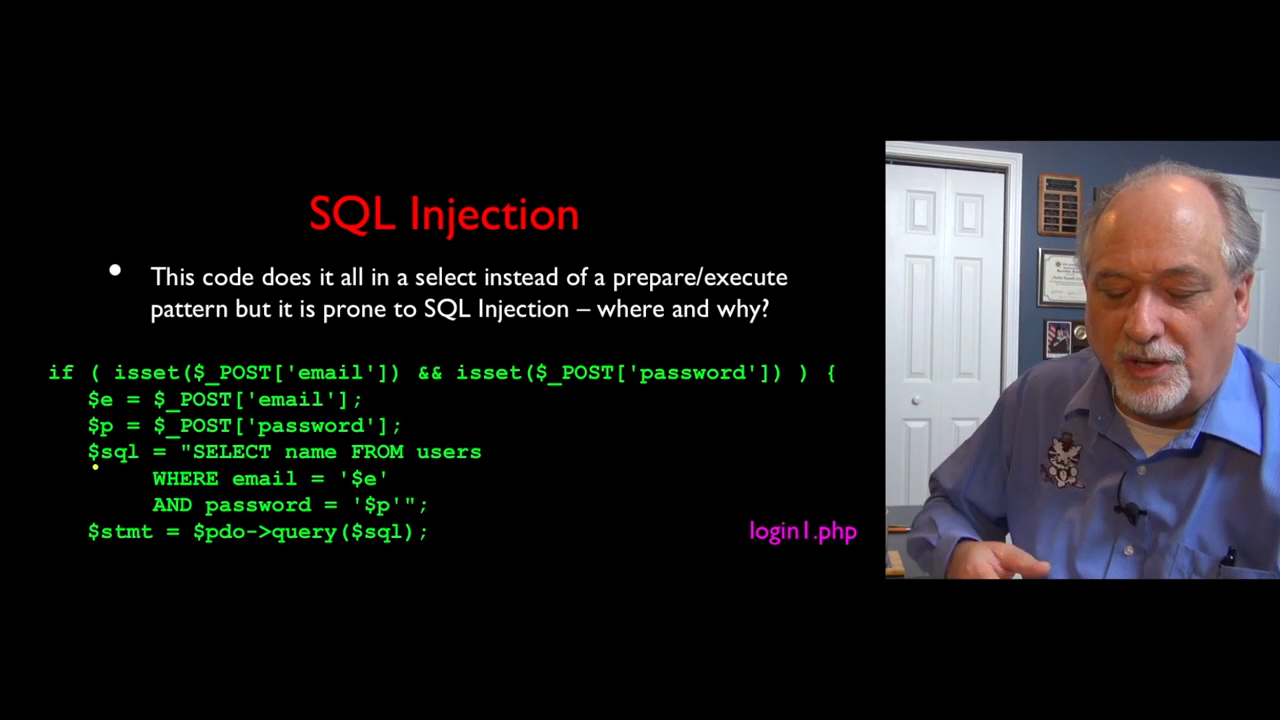 SQL Injection
• This code does it all in a select instead of a prepare/execute
pattern but it is prone to SQL Injection – where and why?
if ( isset($_POST['email']) && isset($_POST['password']) ) {
$e = $_POST['email'];
$p = $_POST['password'];
$sql = "SELECT name FROM users
WHERE email = '$e'
AND password = '$p'";
$stmt = $pdo->query($sql);
login1.php